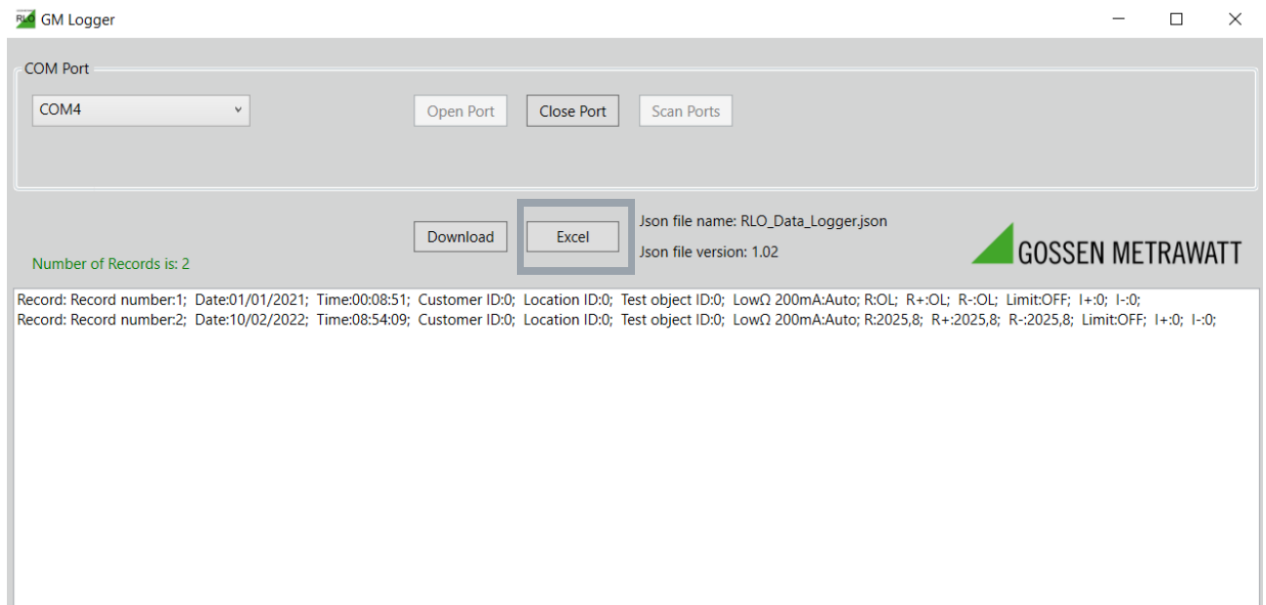 RLO GM Logger
COM Port
COM4 Open Port Close Port Scan Ports
Download Excel Json file name: RLO_Data_Logger.json
Json file version: 1.02
GOSSEN METRAWATT
Number of Records is: 2
Record: Record number:1; Date:01/01/2021; Time:00:08:51; Customer ID:0; Location ID:0; Test object ID:0; LowΩ 200mA:Auto; R:OL; R+:OL; R-:OL; Limit:OFF; I+:0; I-:0;
Record: Record number:2; Date:10/02/2022; Time:08:54:09; Customer ID:0; Location ID:0; Test object ID:0; LowΩ 200mA:Auto; R:2025,8; R+:2025,8; R-:2025,8; Limit:OFF; I+:0; I-:0;